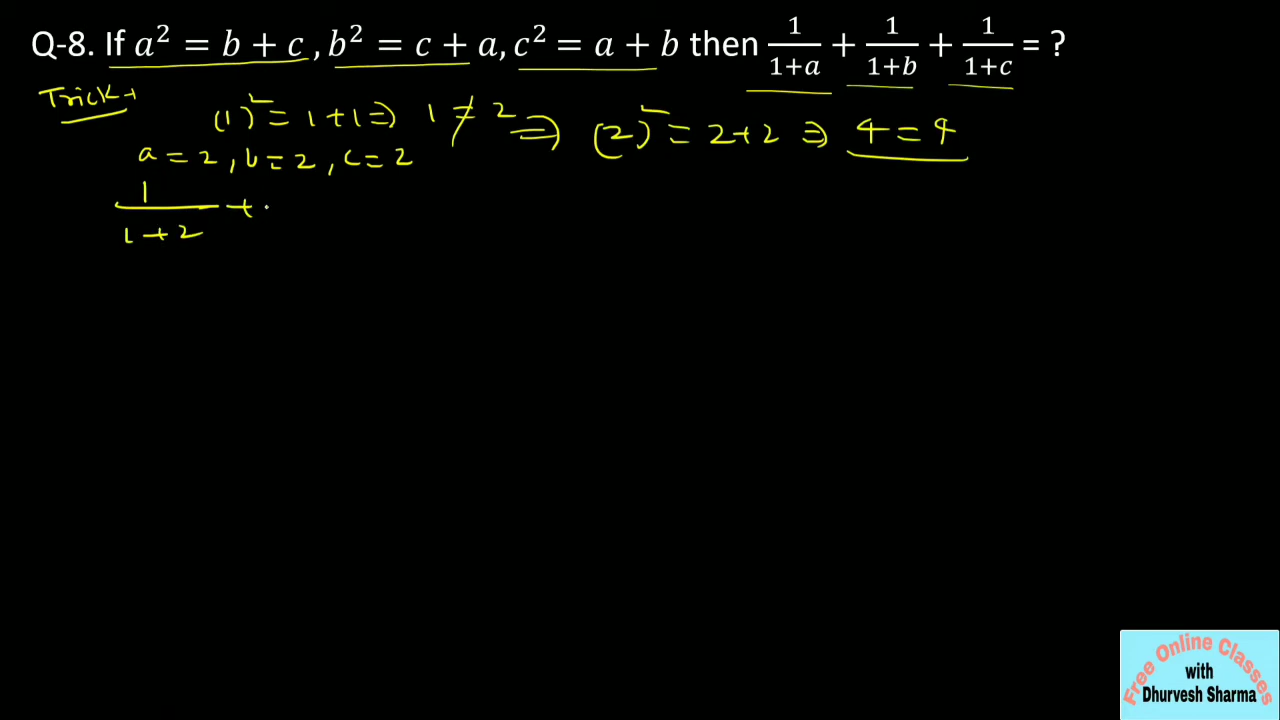 Q-8. If a² = b + c, b² = c + a, c² = a + b then 1/(1+a) + 1/(1+b) + 1/(1+c) = ?
Trick →
(1)² = 1 + 1 ⇒ 1 ≠ 2 ⇒ (2)² = 2 + 2 ⇒ 4 = 4
a = 2, b = 2, c = 2
1/(1+2) +
Free Online Classes
with
Dhurvesh Sharma